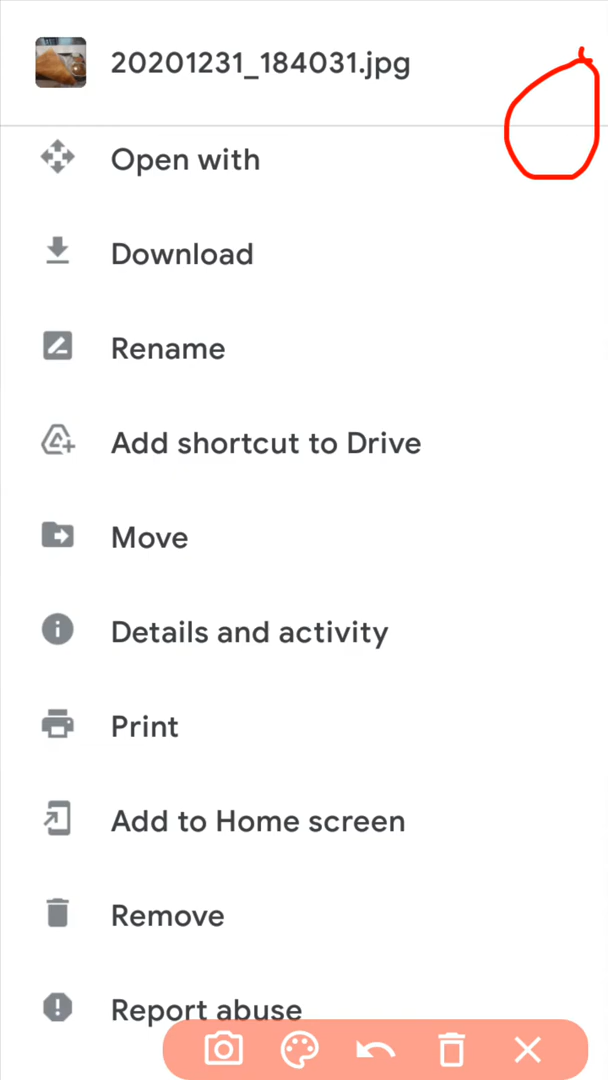 20201231_184031.jpg
Open with
Download
Rename
Add shortcut to Drive
Move
Details and activity
Print
Add to Home screen
Remove
Report abuse